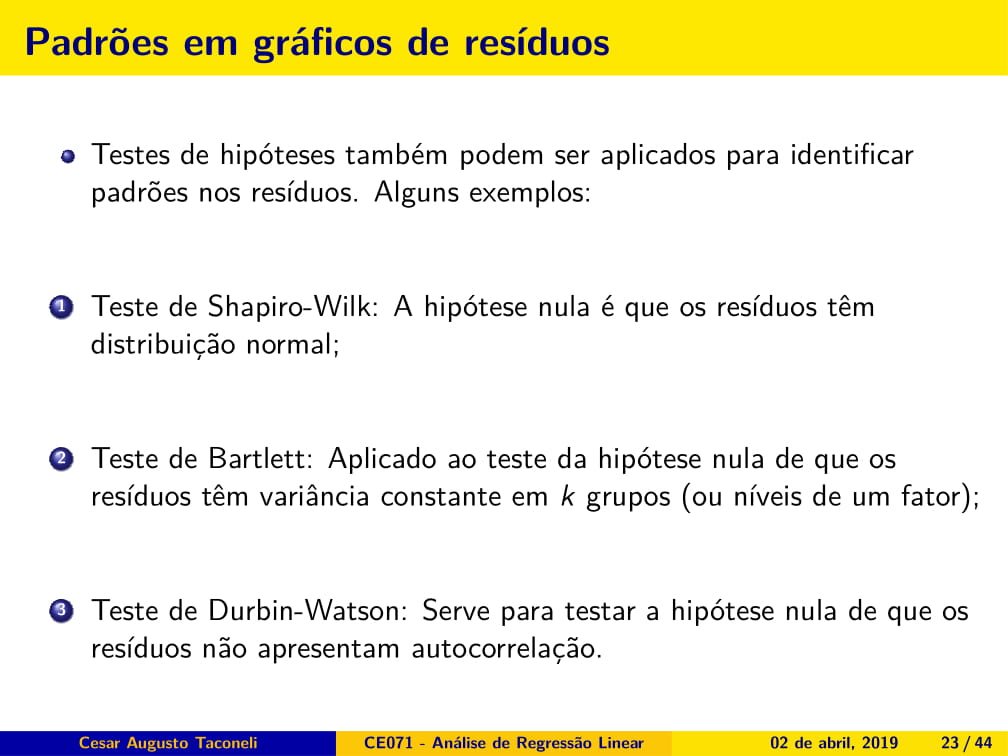 Padrões em gráficos de resíduos
Testes de hipóteses também podem ser aplicados para identificar
padrões nos resíduos. Alguns exemplos:
1 Teste de Shapiro-Wilk: A hipótese nula é que os resíduos têm
distribuição normal;
2 Teste de Bartlett: Aplicado ao teste da hipótese nula de que os
resíduos têm variância constante em k grupos (ou níveis de um fator);
3 Teste de Durbin-Watson: Serve para testar a hipótese nula de que os
resíduos não apresentam autocorrelação.
Cesar Augusto Taconeli CE071 - Análise de Regressão Linear 02 de abril, 2019 23 / 44